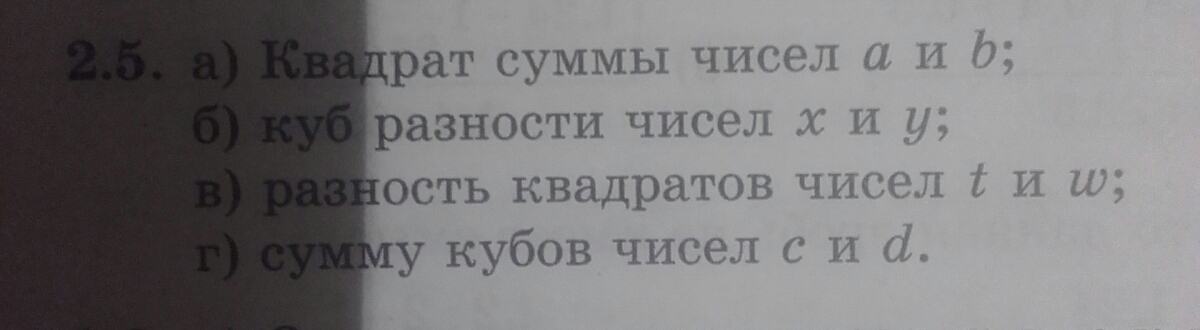 2.5. а) Квадрат суммы чисел a и b;
б) куб разности чисел x и y;
в) разность квадратов чисел t и w;
г) сумму кубов чисел c и d.